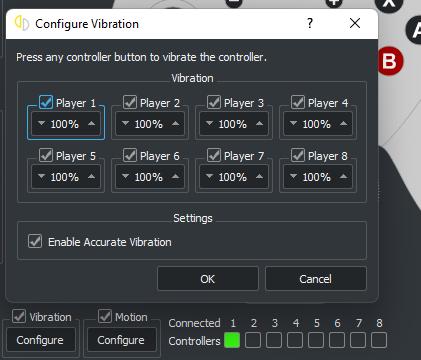 Configure Vibration
Press any controller button to vibrate the controller.
Vibration
Player 1 Player 2 Player 3 Player 4
100% 100% 100% 100%
Player 5 Player 6 Player 7 Player 8
100% 100% 100% 100%
Settings
Enable Accurate Vibration
OK Cancel
Vibration Motion Connected 1 2 3 4 5 6 7 8
Configure Configure Controllers
X
A
B